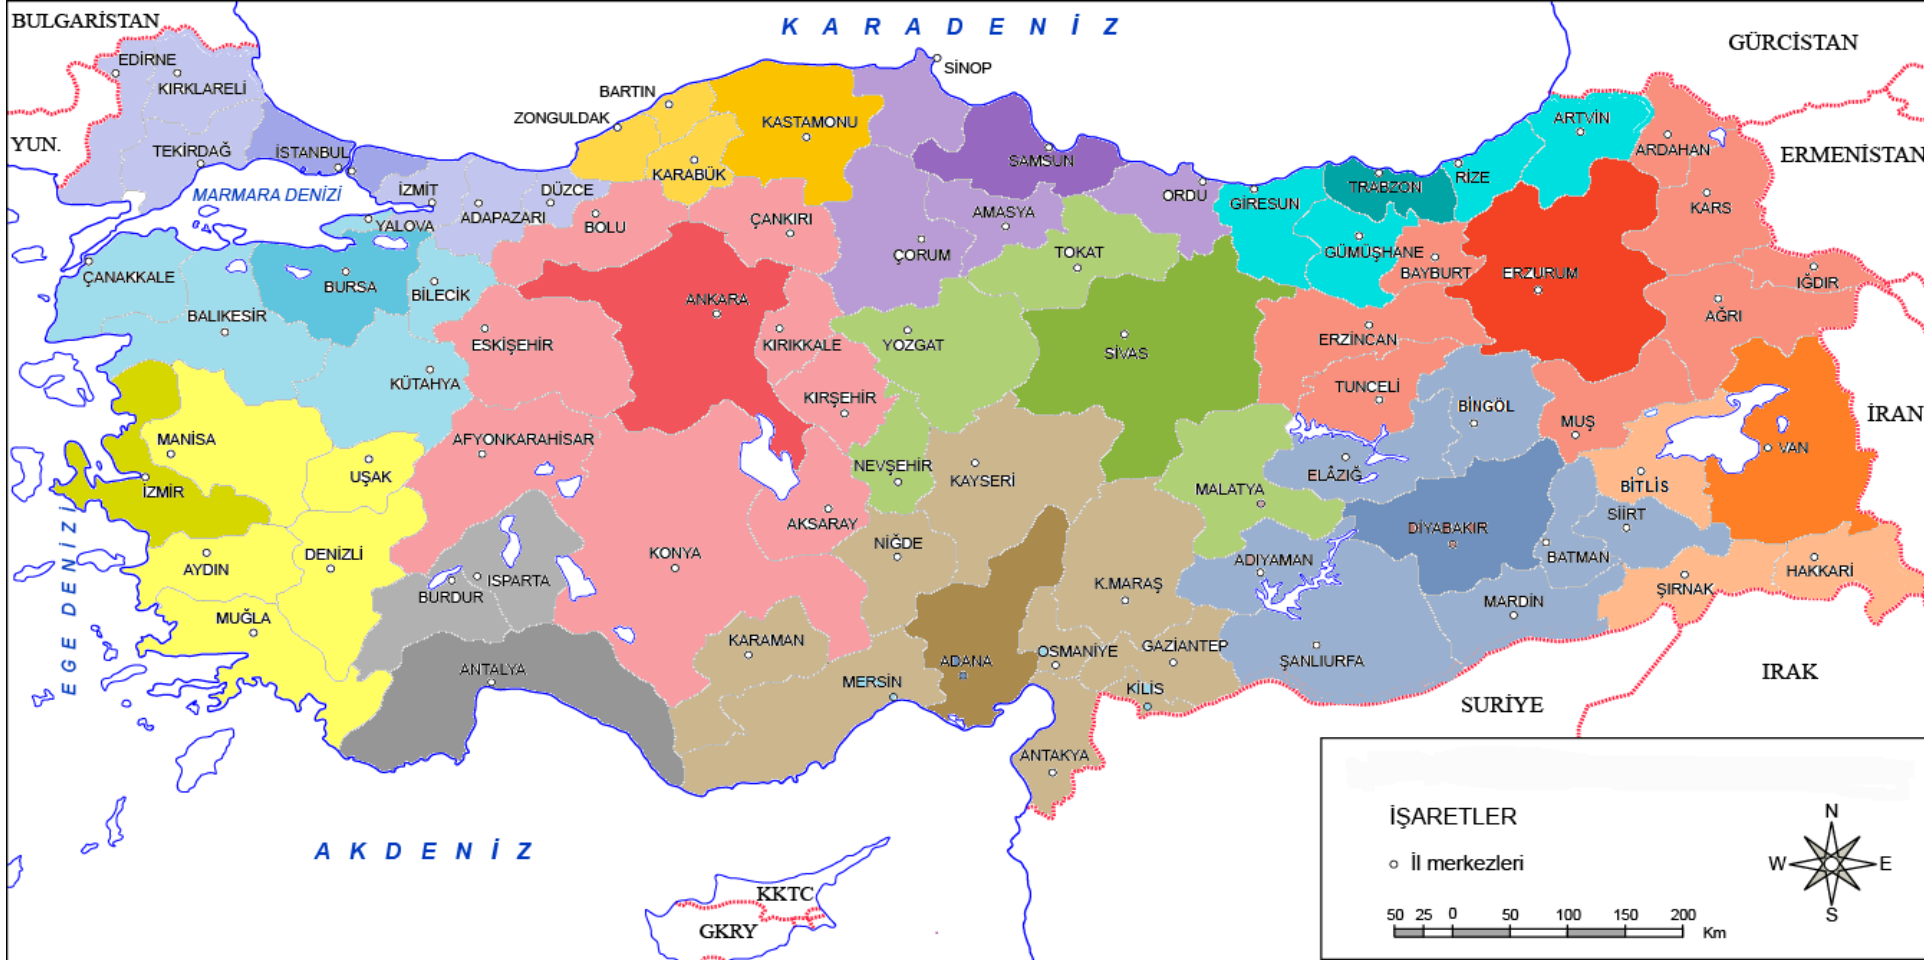 BULGARİSTAN
K A R A D E N İ Z
GÜRCİSTAN
EDİRNE
SİNOP
KIRKLARELİ
BARTIN
ZONGULDAK
KASTAMONU
ARTVİN
YUN.
TEKİRDAĞ
İSTANBUL
SAMSUN
ARDAHAN
ERMENİSTAN
KARABÜK
MARMARA DENİZİ
İZMİT
DÜZCE
ORDU
TRABZON
RİZE
YALOVA
ADAPAZARI
BOLU
ÇANKIRI
AMASYA
GİRESUN
KARS
ÇORUM
TOKAT
GÜMÜŞHANE
BAYBURT
ERZURUM
ÇANAKKALE
BURSA
BİLECİK
ANKARA
IĞDIR
BALIKESİR
ESKİŞEHİR
KIRIKKALE
YOZGAT
SİVAS
ERZİNCAN
AĞRI
KÜTAHYA
KIRŞEHİR
TUNCELİ
BİNGÖL
MUŞ
İRAN
MANİSA
AFYONKARAHİSAR
VAN
UŞAK
NEVŞEHİR
KAYSERİ
ELÂZIĞ
BİTLİS
İZMİR
MALATYA
AKSARAY
SİİRT
DİYABAKIR
EGE DENİZİ
AYDIN
DENİZLİ
KONYA
NİĞDE
ADIYAMAN
BATMAN
HAKKARİ
BURDUR
ISPARTA
K.MARAŞ
MARDİN
ŞIRNAK
MUĞLA
KARAMAN
OSMANİYE
GAZİANTEP
ŞANLIURFA
ANTALYA
ADANA
MERSİN
KİLİS
SURİYE
IRAK
ANTAKYA
A K D E N İ Z
KKTC
GKRY
İŞARETLER
İl merkezleri
N
W
E
S
50 25 0 50 100 150 200
Km